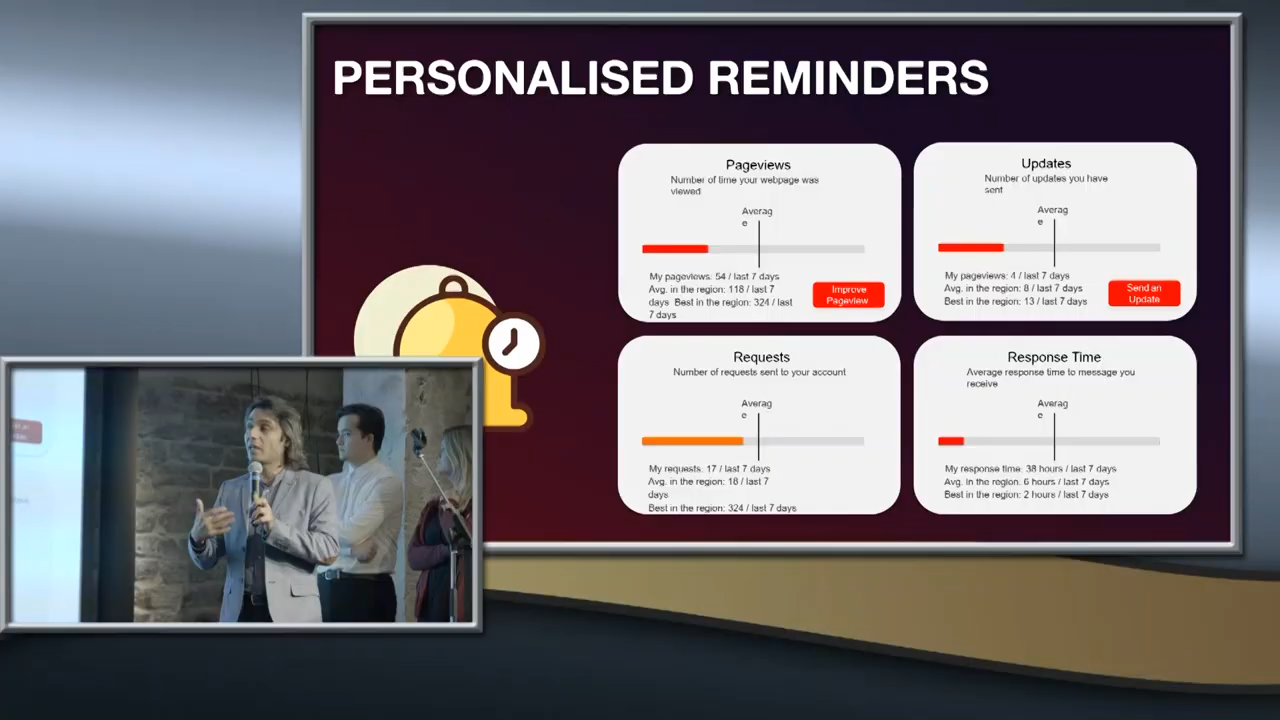 PERSONALISED REMINDERS
Pageviews
Number of time your webpage was
viewed
Averag
e
My pageviews: 54 / last 7 days
Avg. in the region: 118 / last 7
days Best in the region: 324 / last
7 days
Improve
Pageview
Updates
Number of updates you have
sent
Averag
e
My pageviews: 4 / last 7 days
Avg. in the region: 8 / last 7 days
Best in the region: 13 / last 7 days
Send an
Update
Requests
Number of requests sent to your account
Averag
e
My requests: 17 / last 7 days
Avg. in the region: 18 / last 7
days
Best in the region: 324 / last 7 days
Response Time
Average response time to message you
receive
Averag
e
My response time: 38 hours / last 7 days
Avg. in the region. 6 hours / last 7 days
Best in the region: 2 hours / last 7 days